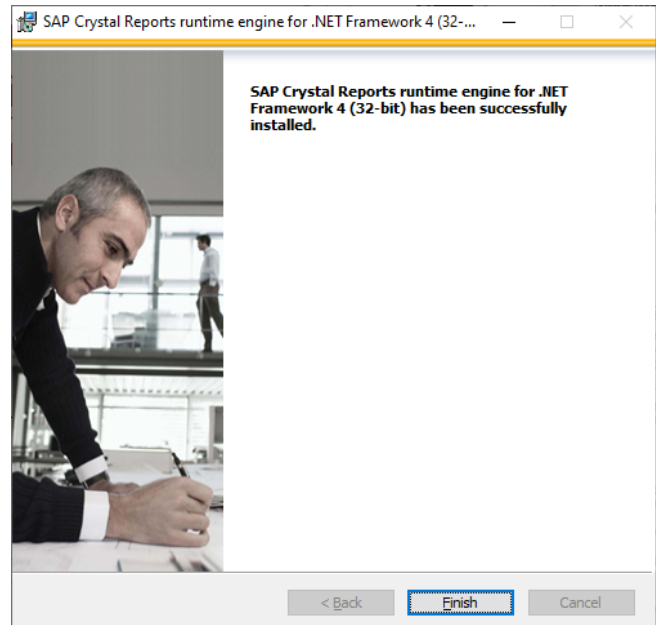 SAP Crystal Reports runtime engine for .NET Framework 4 (32-...
SAP Crystal Reports runtime engine for .NET
Framework 4 (32-bit) has been successfully
installed.
< Back
Finish
Cancel